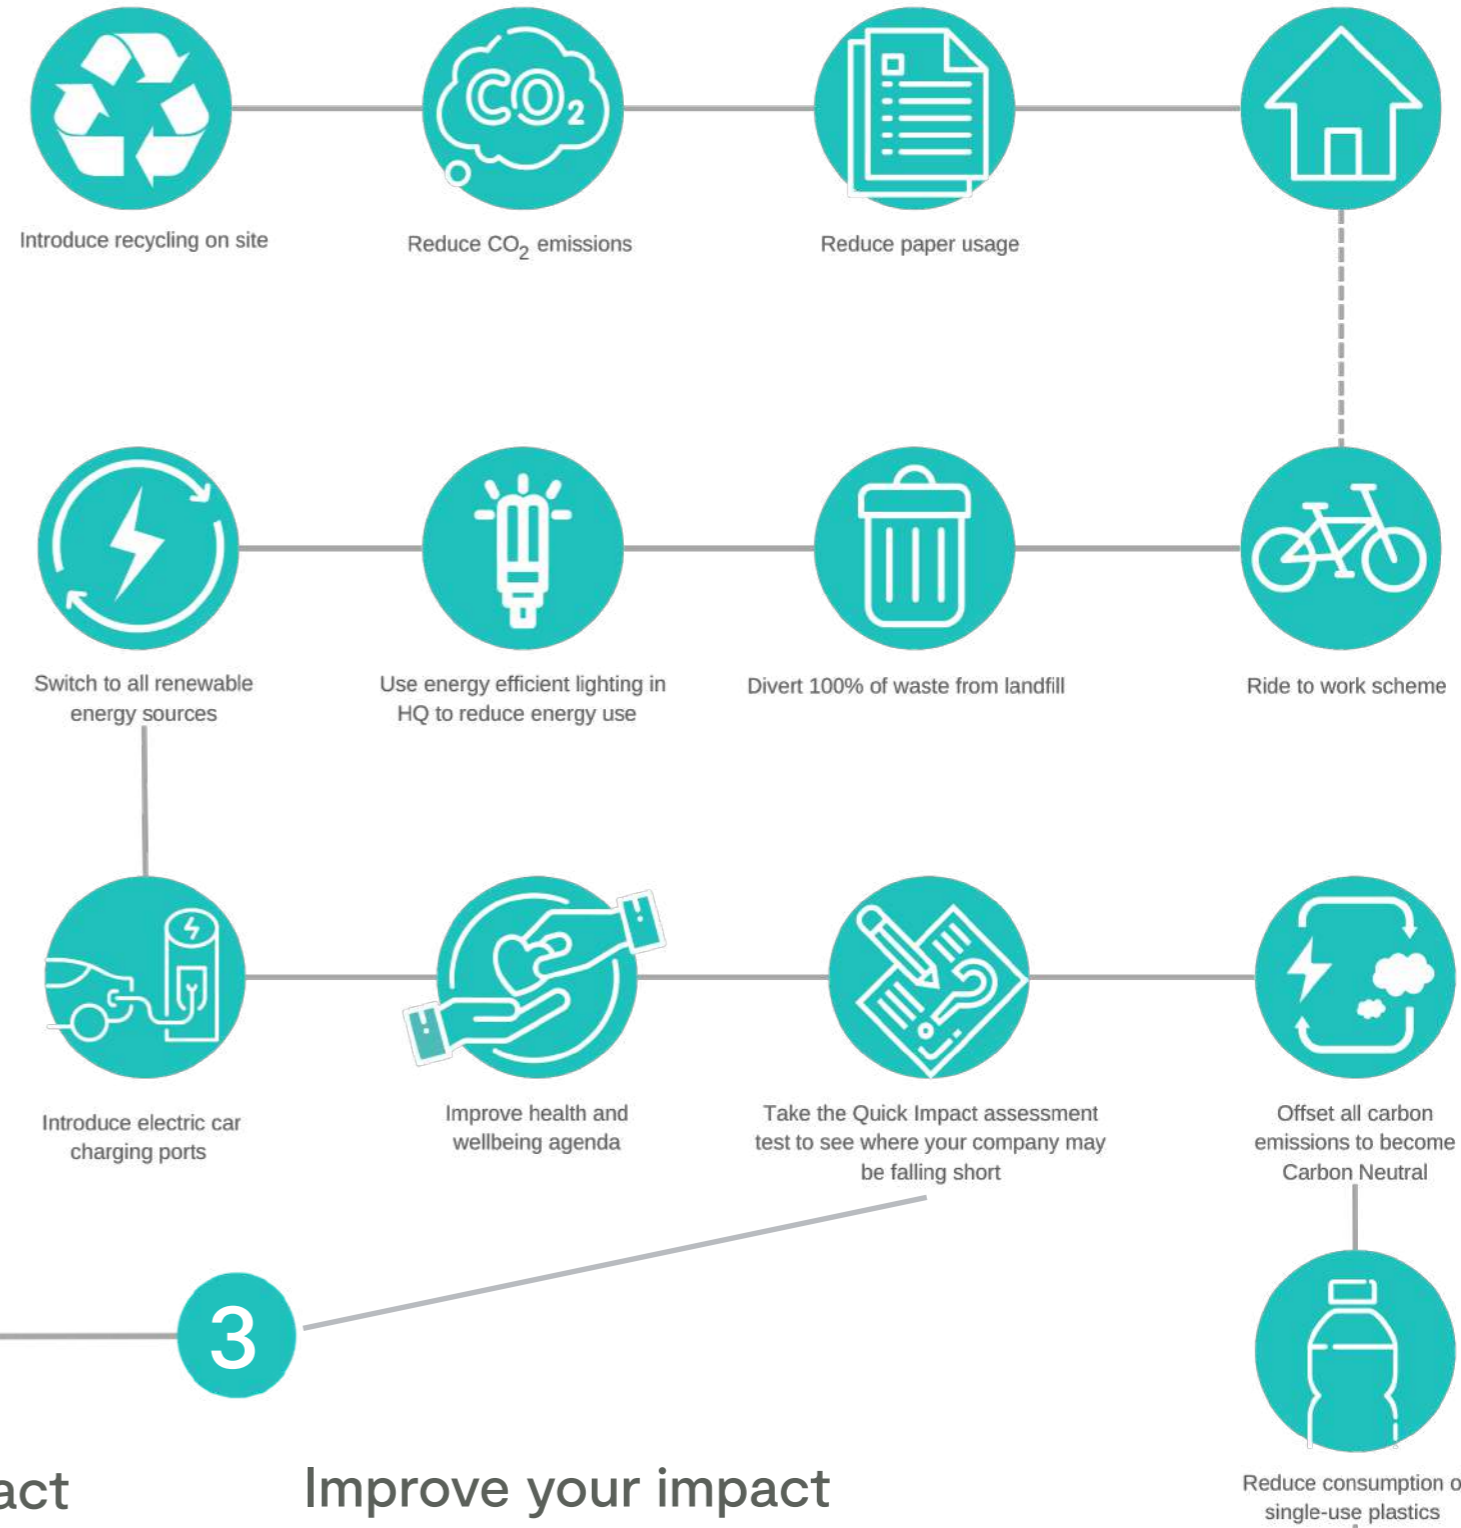 CO2
Introduce recycling on site
Reduce CO2 emissions
Reduce paper usage
Switch to all renewable
energy sources
Use energy efficient lighting in
HQ to reduce energy use
Divert 100% of waste from landfill
Ride to work scheme
Introduce electric car
charging ports
Improve health and
wellbeing agenda
Take the Quick Impact assessment
test to see where your company may
be falling short
Offset all carbon
emissions to become
Carbon Neutral
3
Reduce consumption o
single-use plastics
act
Improve your impact